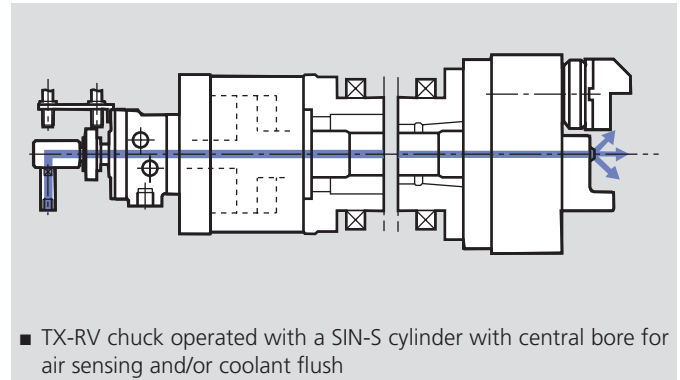 ■ TX-RV chuck operated with a SIN-S cylinder with central bore for
air sensing and/or coolant flush